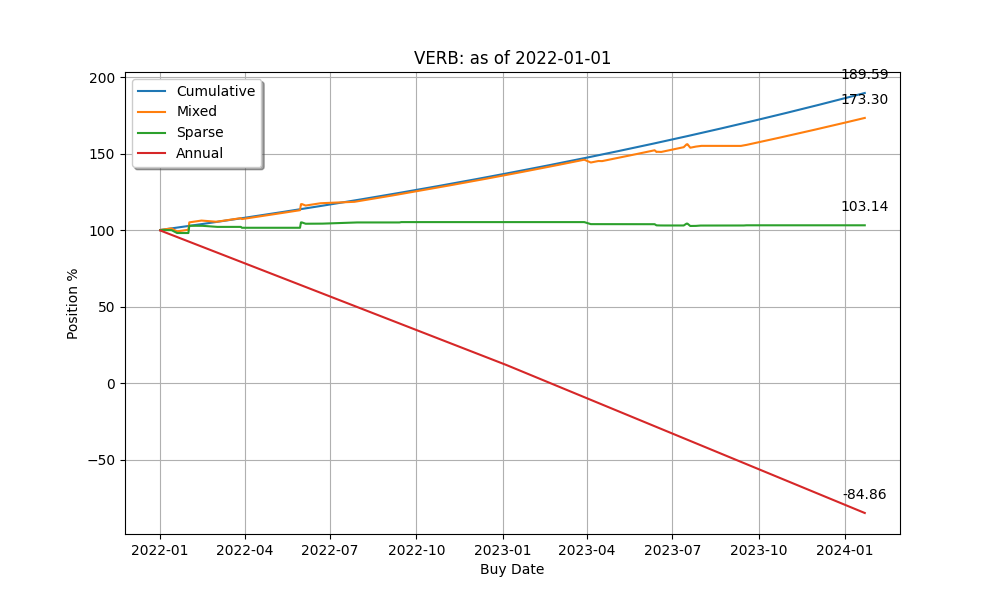 VERB: as of 2022-01-01
Cumulative
Mixed
Sparse
Annual
189.59
173.30
103.14
-84.86
200
150
100
50
0
−50
Position %
2022-01 2022-04 2022-07 2022-10 2023-01 2023-04 2023-07 2023-10 2024-01
Buy Date